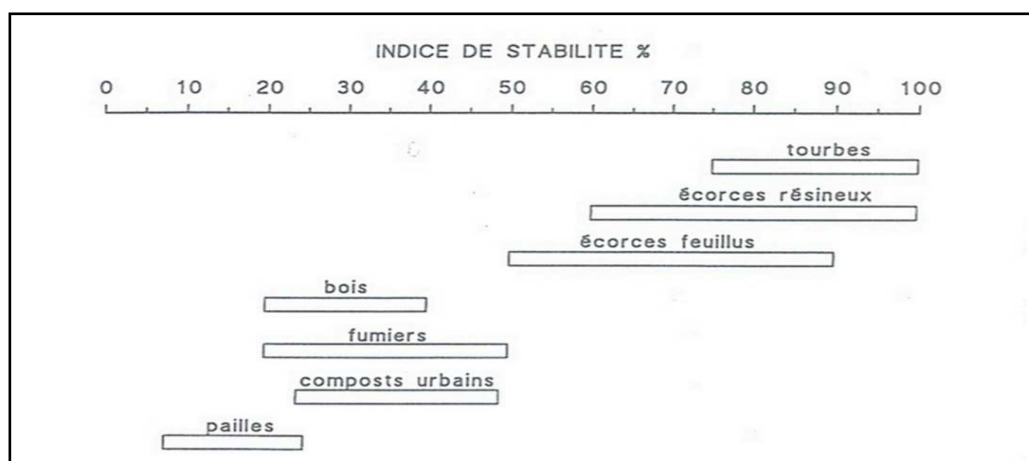 INDICE DE STABILITE %
0 10 20 30 40 50 60 70 80 90 100
tourbes
écorces résineux
écorces feuillus
bois
fumiers
composts urbains
pailles